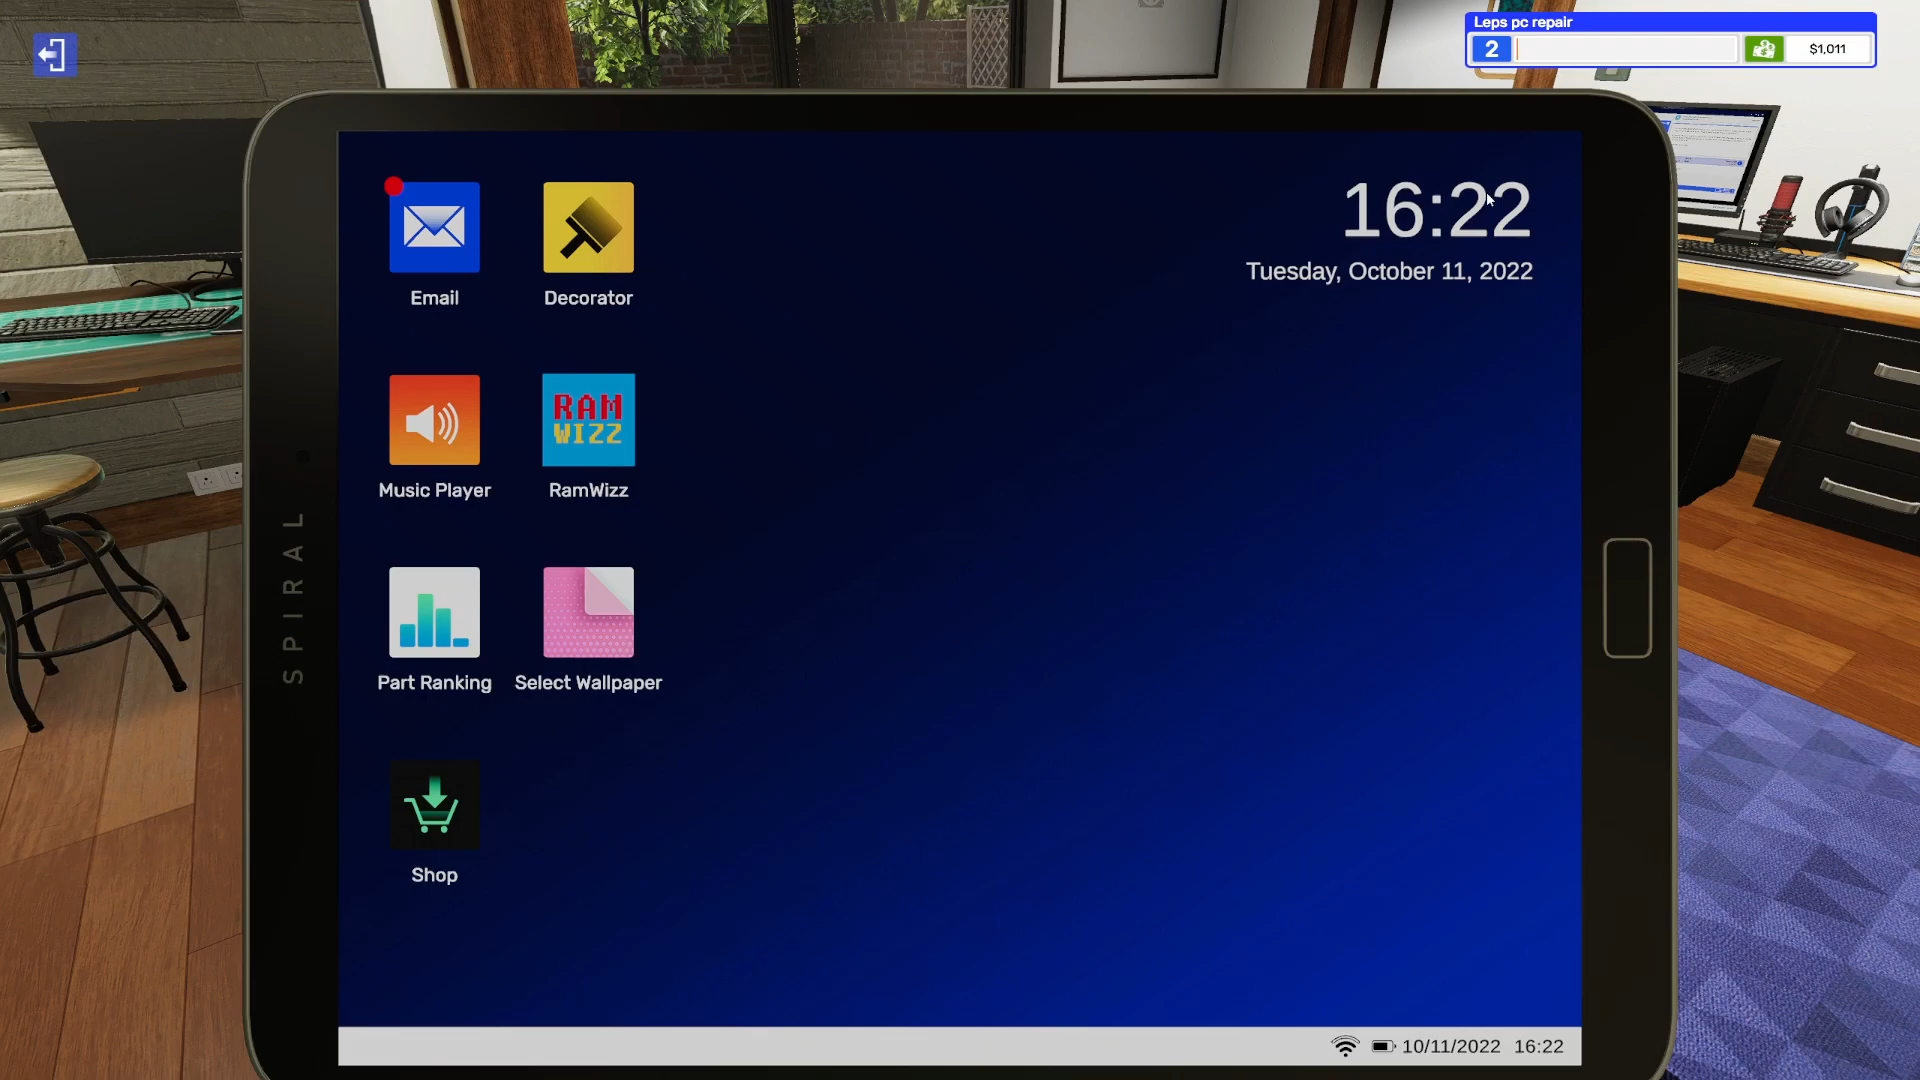 Leps pc repair
2
$1,011
16:22
Tuesday, October 11, 2022
Email
Decorator
RAM
WIZZ
Music Player
RamWizz
Part Ranking
Select Wallpaper
Shop
SPIRAL
10/11/2022 16:22